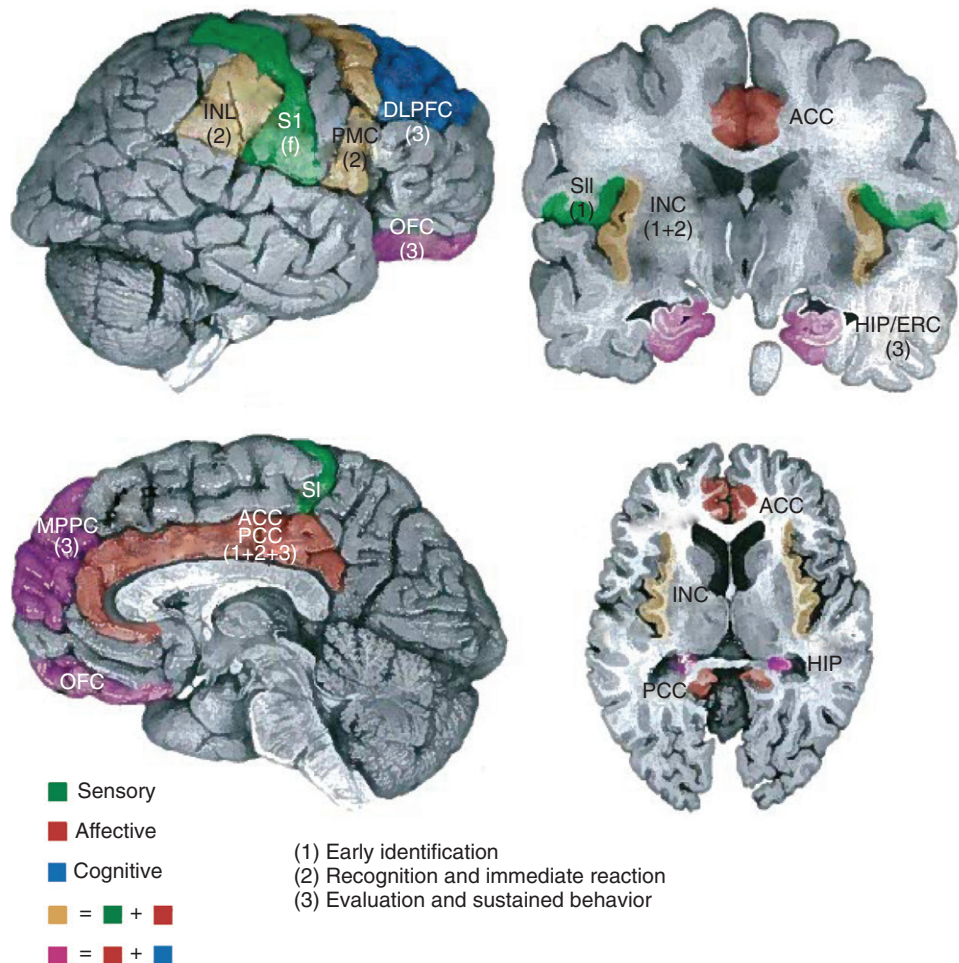 INL
(2)
S1
(f)
PMC
(2)
DLPFC
(3)
OFC
(3)
ACC
SII
(1)
INC
(1+2)
HIP/ERC
(3)
MPPC
(3)
SI
ACC
PCC
(1+2+3)
OFC
ACC
INC
HIP
PCC
Sensory
Affective
Cognitive
= +
= +
(1) Early identification
(2) Recognition and immediate reaction
(3) Evaluation and sustained behavior